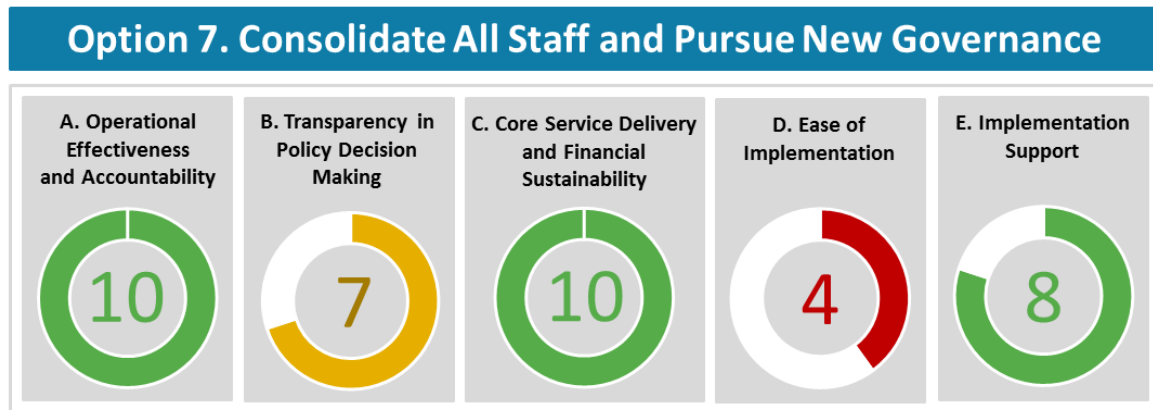 Option 7. Consolidate All Staff and Pursue New Governance
A. Operational
Effectiveness
and Accountability
10
B. Transparency in
Policy Decision
Making
7
C. Core Service Delivery
and Financial
Sustainability
10
D. Ease of
Implementation
4
E. Implementation
Support
8